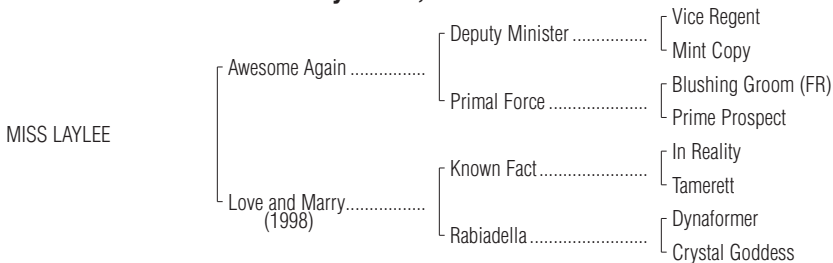 Vice Regent
Deputy Minister ................
Mint Copy
Awesome Again ................
Blushing Groom (FR)
Primal Force .....................
Prime Prospect
MISS LAYLEE
In Reality
Known Fact.......................
Tamerett
Love and Marry.................
(1998)
Dynaformer
Rabiadella.........................
Crystal Goddess